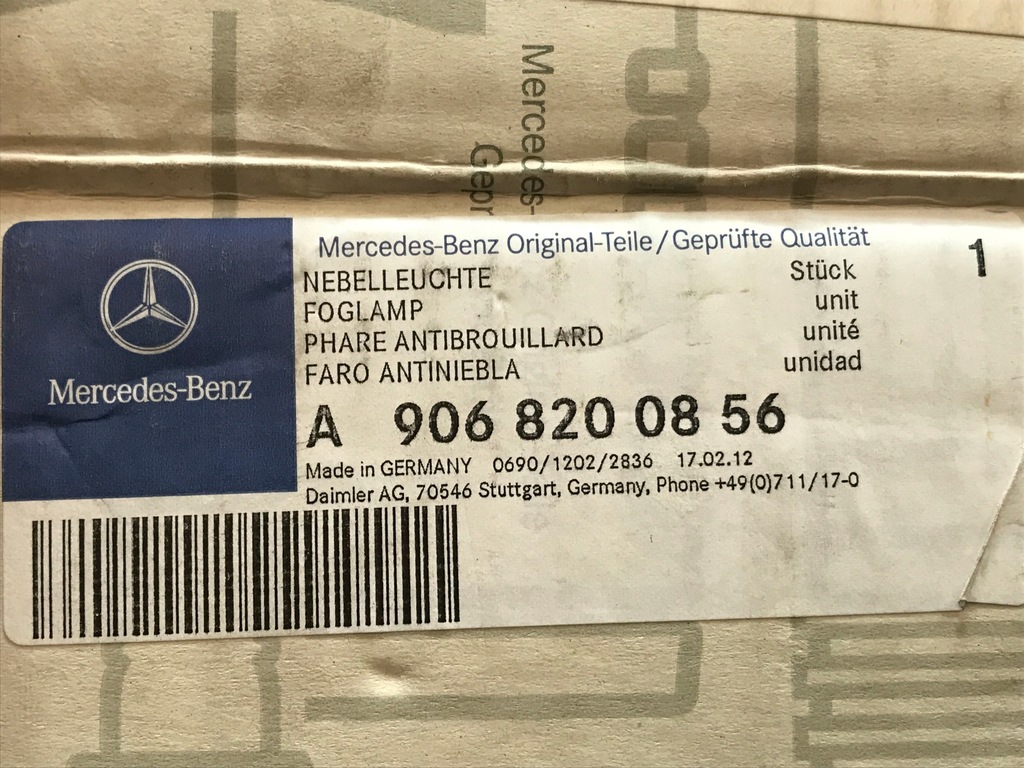 Mercedes-
Gepr
Mercedes-Benz
Mercedes-Benz Original-Teile/Geprüfte Qualität
NEBELLEUCHTE Stück 1
FOGLAMP unit
PHARE ANTIBROUILLARD unité
FARO ANTINIEBLA unidad
A 906 820 08 56
Made in GERMANY 0690/1202/2836 17.02.12
Daimler AG, 70546 Stuttgart, Germany, Phone +49(0)711/17-0